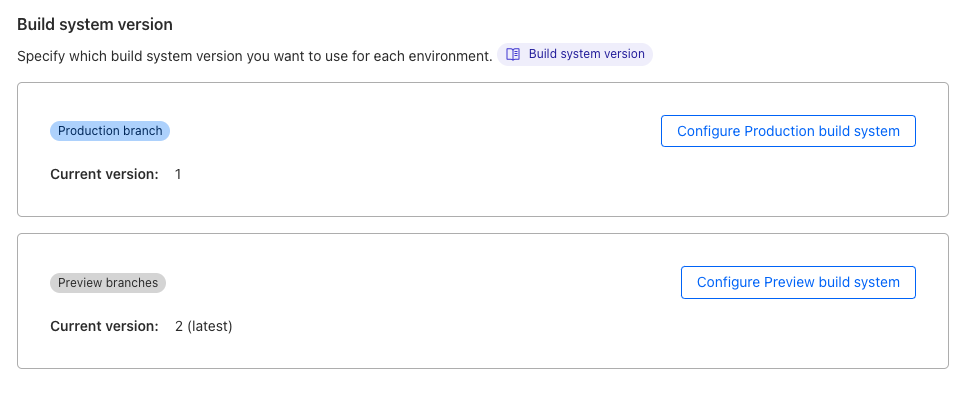 Build system version
Specify which build system version you want to use for each environment. Build system version
Production branch
Configure Production build system
Current version: 1
Preview branches
Configure Preview build system
Current version: 2 (latest)